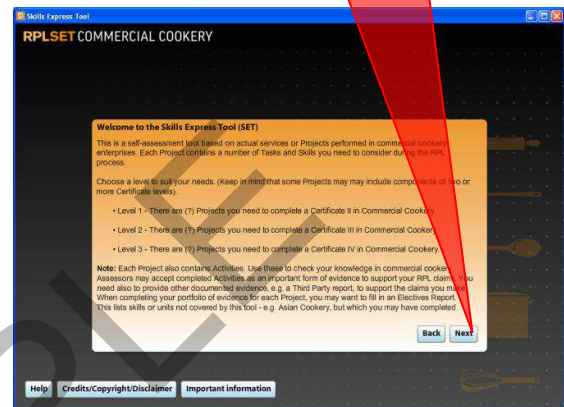 Skills Express Tool
RPLSET COMMERCIAL COOKERY
Welcome to the Skills Express Tool (SET)
This is a self-assessment tool based on actual services or Projects performed in commercial cookery
enterprises. Each Project contains a number of Tasks and Skills you need to consider during the RPL
process.
Choose a level to suit your needs. (Keep in mind that some Projects may may include components of two or
more Certificate levels).
• Level 1 - There are (?) Projects you need to complete a Certificate II in Commercial Cookery.
• Level 2 - There are (?) Projects you need to complete a Certificate III in Commercial Cookery.
• Level 3 - There are (?) Projects you need to complete a Certificate IV in Commercial Cookery.
Note: Each Project also contains Activities. Use these to check your knowledge in commercial cookery.
Assessors may accept completed Activities as an important form of evidence to support your RPL claim. You
need also to provide other documented evidence, e.g. a Third Party report, to support the claims you make.
When completing your portfolio of evidence for each Project, you may want to fill in an Electives Report.
This lists skills or units not covered by this tool - e.g. Asian Cookery, but which you may have completed.
Back Next
Help Credits/Copyright/Disclaimer Important information